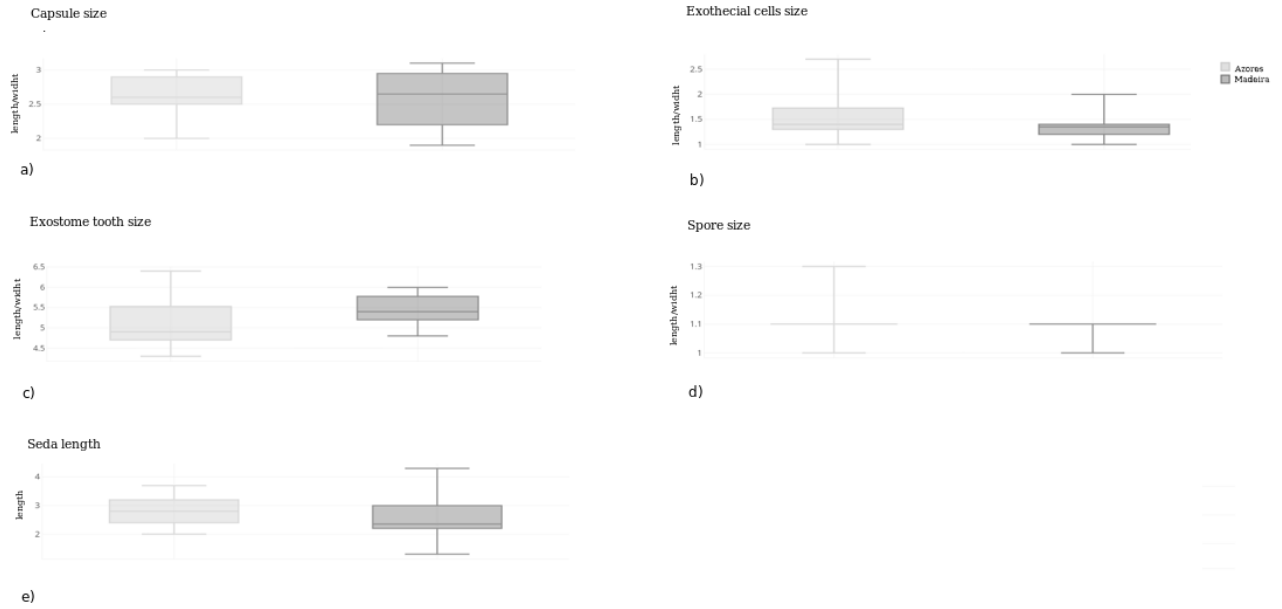 Capsule size
length/widht
3
2.5
2
a)
Exothecial cells size
length/widht
2.5
2
1.5
1
Azores
Madeira
b)
Exostome tooth size
length/widht
6.5
6
5.5
5
4.5
c)
Spore size
length/widht
1.3
1.2
1.1
1
d)
Seda length
length
4
3
2
e)